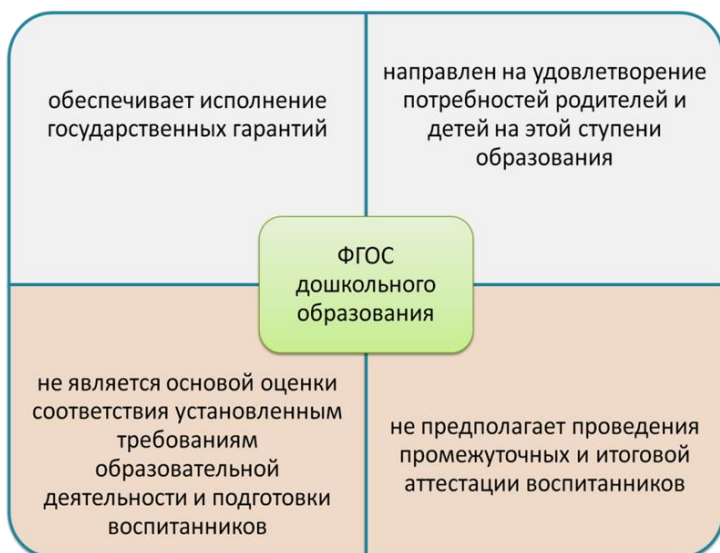 обеспечивает исполнение
государственных гарантий
направлен на удовлетворение
потребностей родителей и
детей на этой ступени
образования
ФГОС
дошкольного
образования
не является основой оценки
соответствия установленным
требованиям
образовательной
деятельности и подготовки
воспитанников
не предполагает проведения
промежуточных и итоговой
аттестации воспитанников